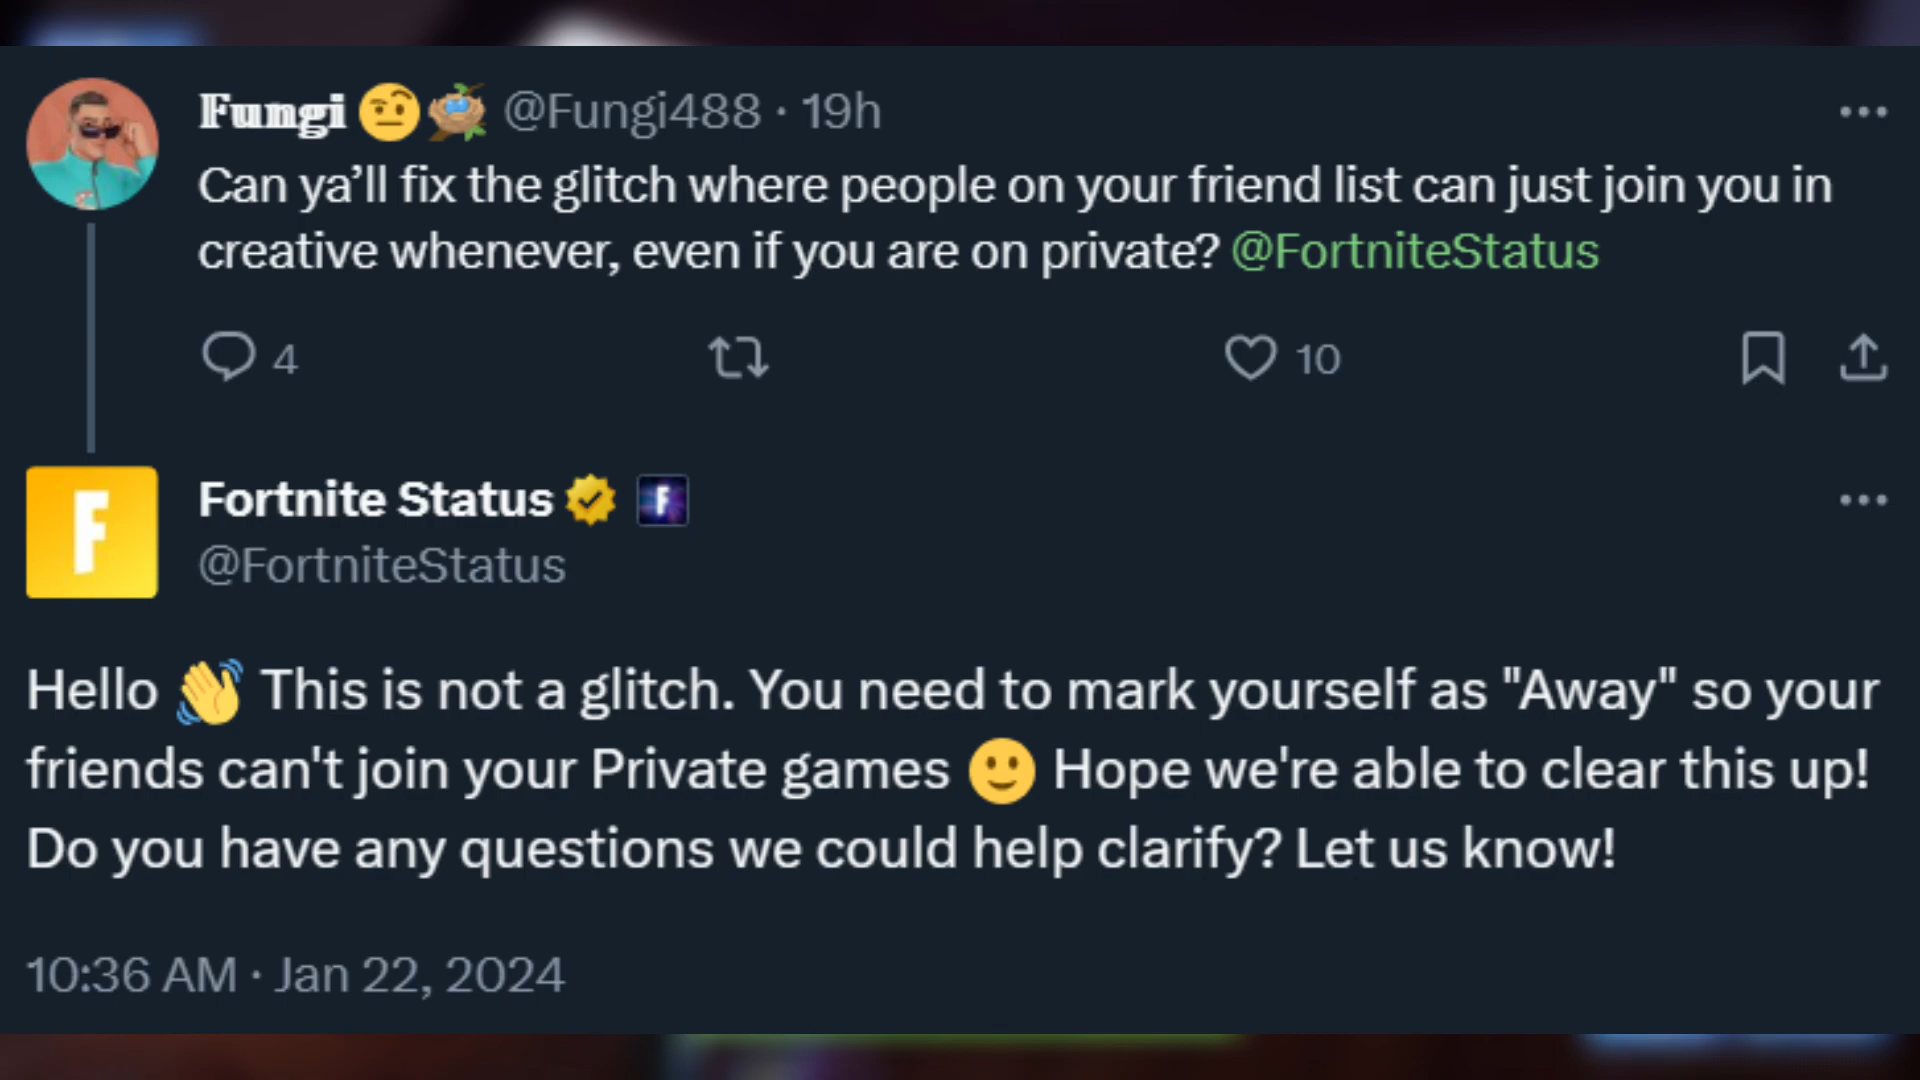 Fungi 🤨🪺 @Fungi488 · 19h
Can ya’ll fix the glitch where people on your friend list can just join you in
creative whenever, even if you are on private? @FortniteStatus
4 10
F
Fortnite Status F
@FortniteStatus
Hello 👋 This is not a glitch. You need to mark yourself as "Away" so your
friends can't join your Private games 🙂 Hope we're able to clear this up!
Do you have any questions we could help clarify? Let us know!
10:36 AM · Jan 22, 2024